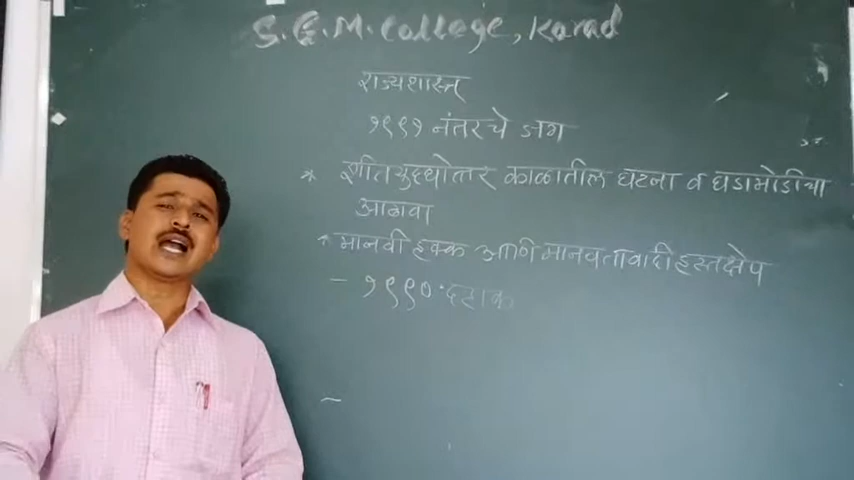 S.G.M. College, Karad
राज्यशास्त्र
१९९१ नंतरचे जग
* शीतयुद्धोत्तर काळातील घटना व घडामोडींचा
आढावा
* मानवी हक्क आणि मानवतावादी हस्तक्षेप
- १९९० दशक
-